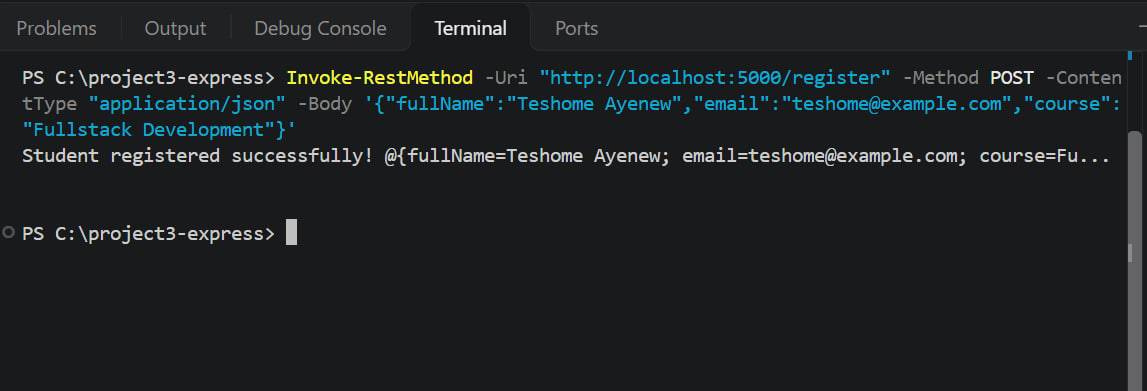 Problems Output Debug Console Terminal Ports
PS C:\project3-express> Invoke-RestMethod -Uri "http://localhost:5000/register" -Method POST -Conten
tType "application/json" -Body '{"fullName":"Teshome Ayenew","email":"teshome@example.com","course":
"Fullstack Development"}'
Student registered successfully! @{fullName=Teshome Ayenew; email=teshome@example.com; course=Fu...
PS C:\project3-express>